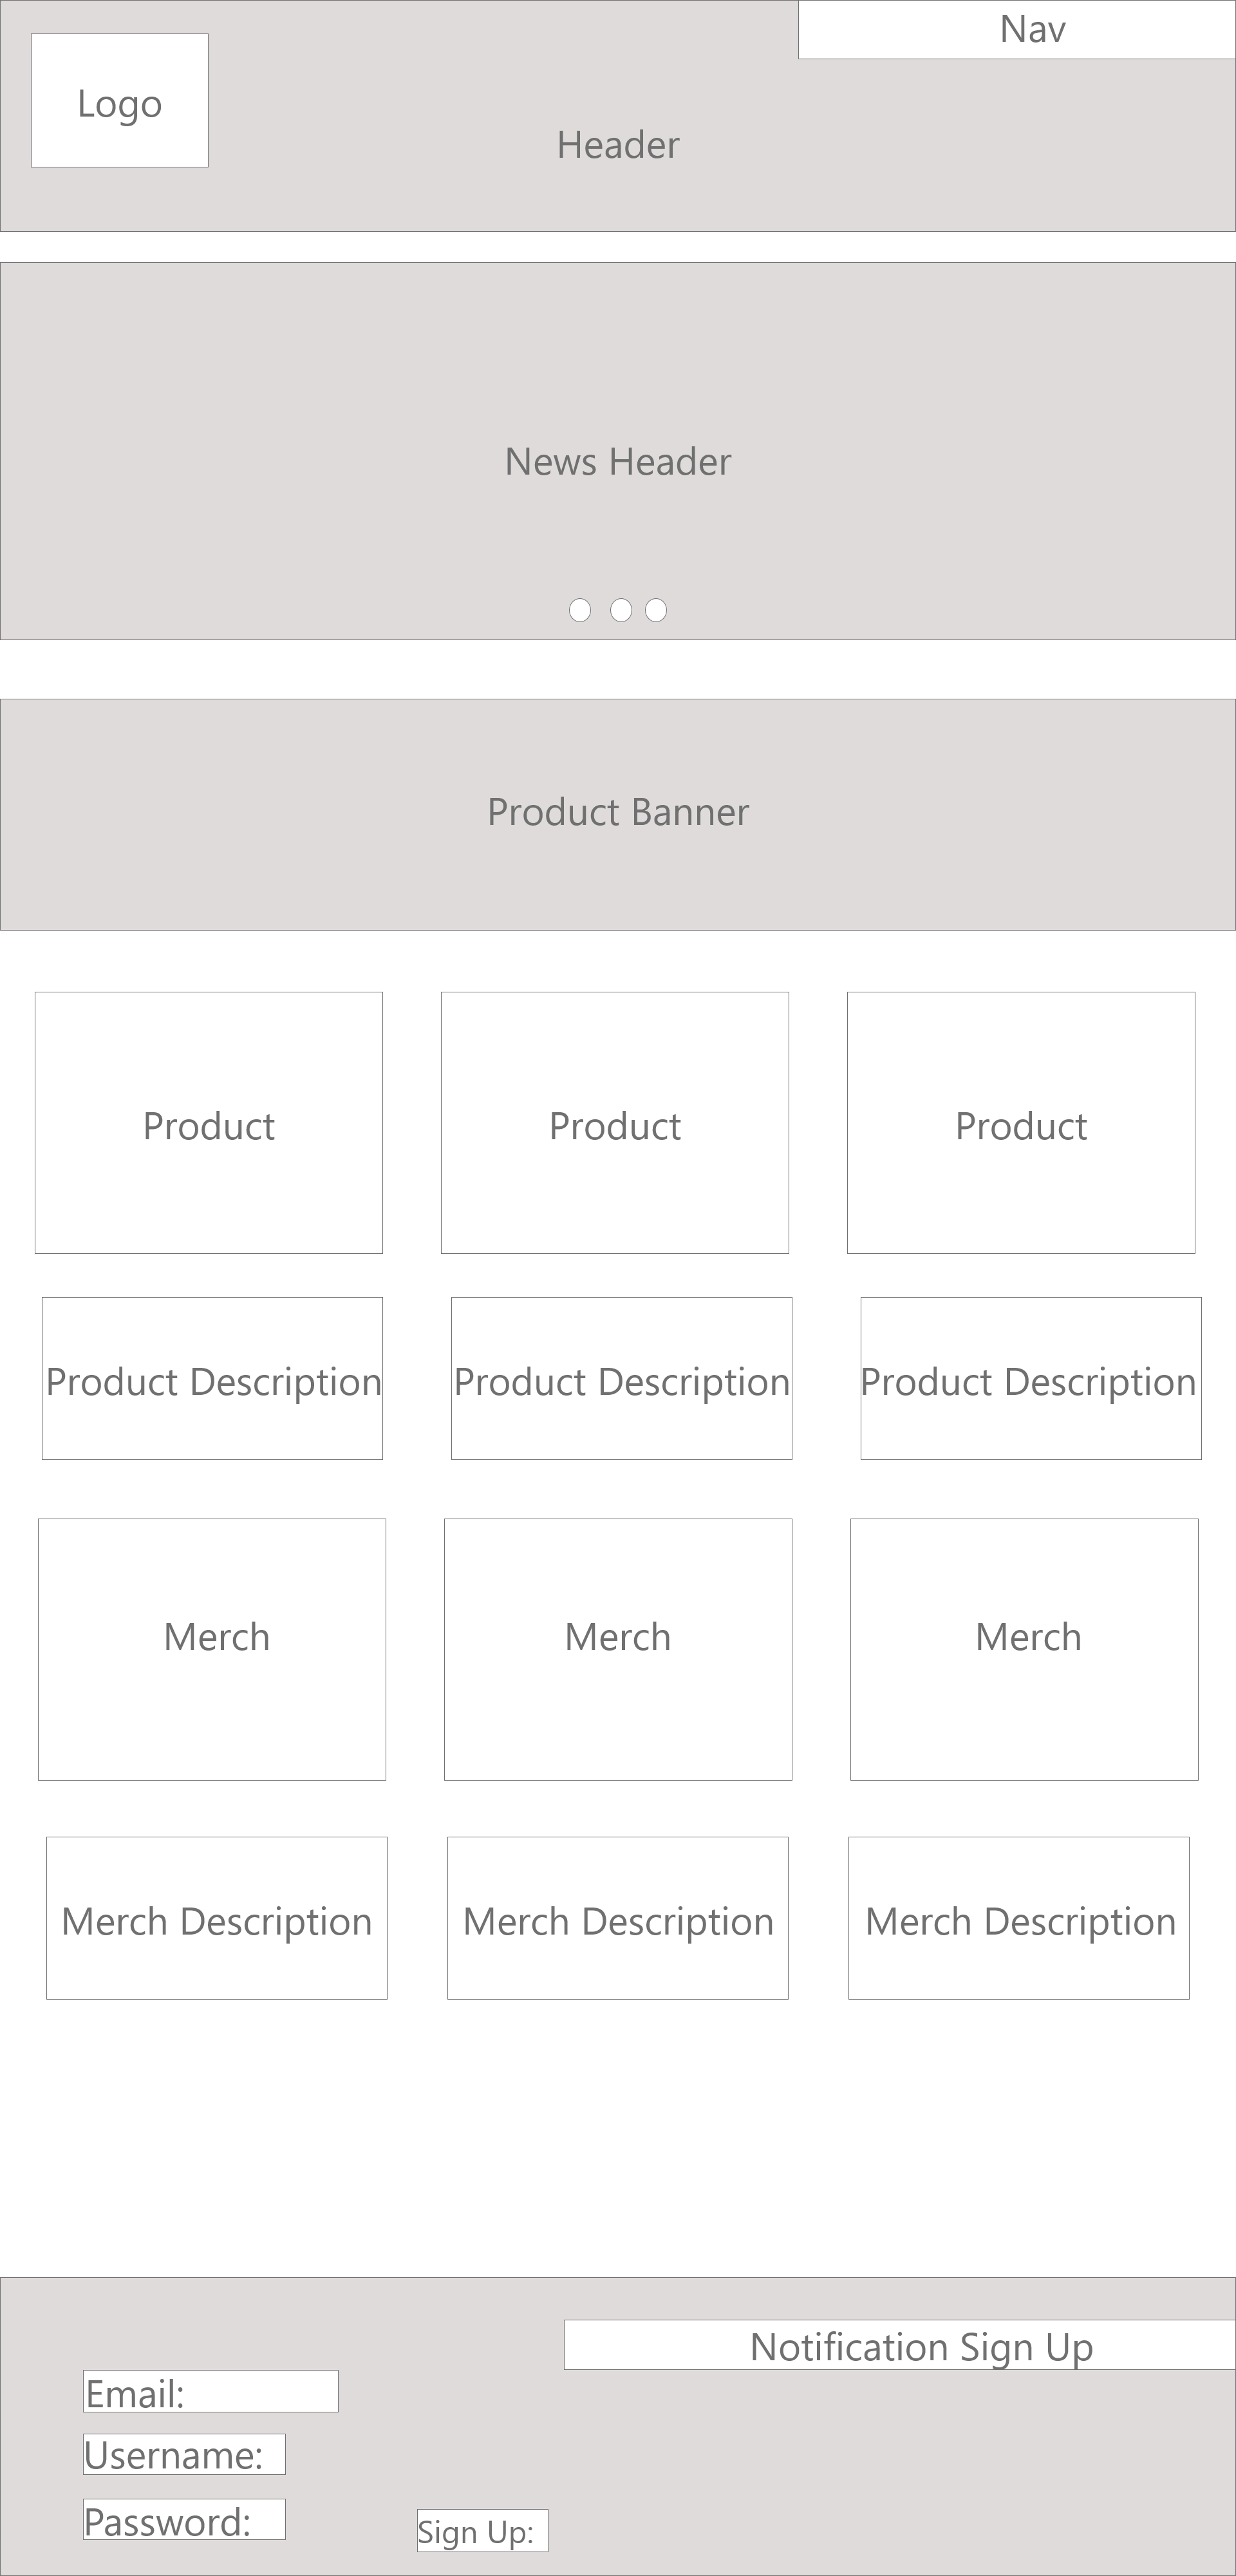 Nav
Logo
Header
News Header
Product Banner
Product
Product
Product
Product Description
Product Description
Product Description
Merch
Merch
Merch
Merch Description
Merch Description
Merch Description
Notification Sign Up
Email:
Username:
Password:
Sign Up: